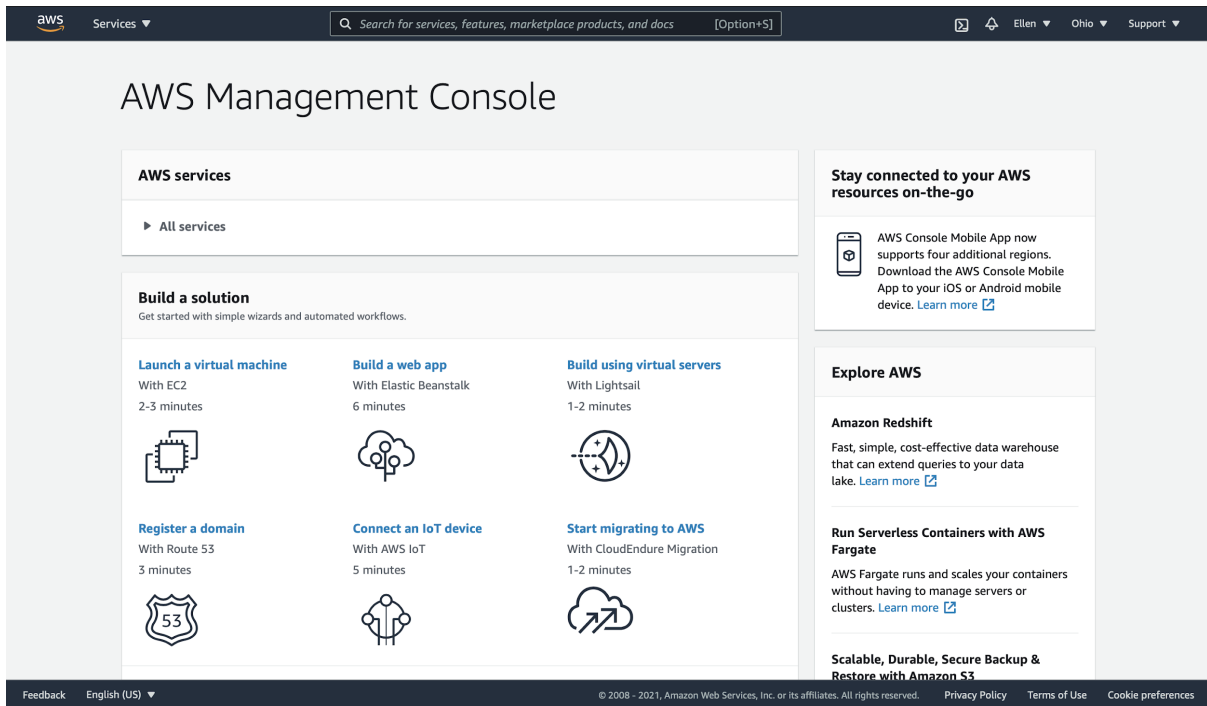 aws
Services
Search for services, features, marketplace products, and docs [Option+S]
Ellen
Ohio
Support
AWS Management Console
AWS services
All services
Build a solution
Get started with simple wizards and automated workflows.
Launch a virtual machine
With EC2
2-3 minutes
Build a web app
With Elastic Beanstalk
6 minutes
Build using virtual servers
With Lightsail
1-2 minutes
Register a domain
With Route 53
3 minutes
53
Connect an IoT device
With AWS IoT
5 minutes
Start migrating to AWS
With CloudEndure Migration
1-2 minutes
Stay connected to your AWS
resources on-the-go
AWS Console Mobile App now
supports four additional regions.
Download the AWS Console Mobile
App to your iOS or Android mobile
device. Learn more
Explore AWS
Amazon Redshift
Fast, simple, cost-effective data warehouse
that can extend queries to your data
lake. Learn more
Run Serverless Containers with AWS
Fargate
AWS Fargate runs and scales your containers
without having to manage servers or
clusters. Learn more
Scalable, Durable, Secure Backup &
Restore with Amazon S3
Feedback
English (US)
© 2008 - 2021, Amazon Web Services, Inc. or its affiliates. All rights reserved.
Privacy Policy
Terms of Use
Cookie preferences